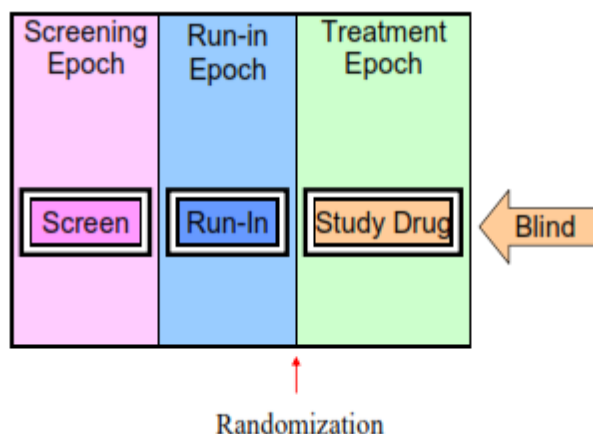 Screening
Epoch
Run-in
Epoch
Treatment
Epoch
Screen
Run-In
Study Drug
Blind
Randomization